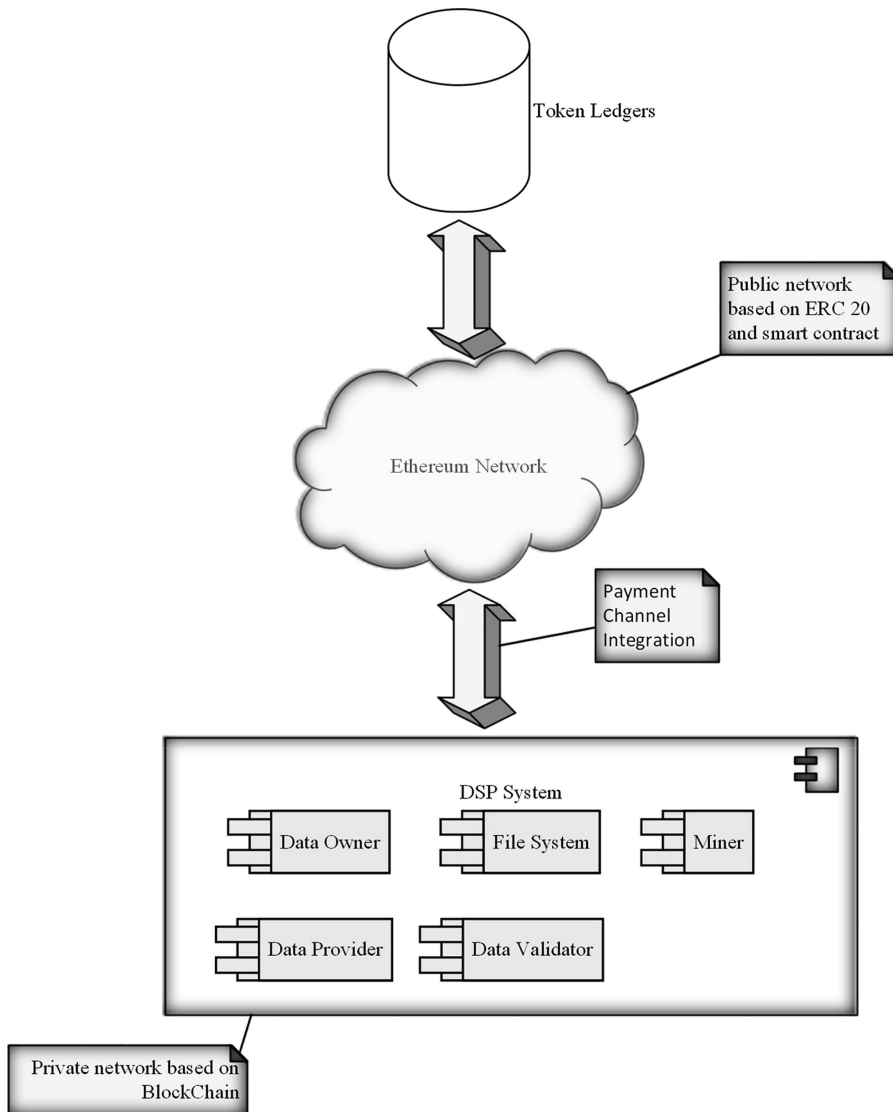 Token Ledgers
Public network
based on ERC 20
and smart contract
Ethereum Network
Payment
Channel
Integration
DSP System
Data Owner
File System
Miner
Data Provider
Data Validator
Private network based on
BlockChain